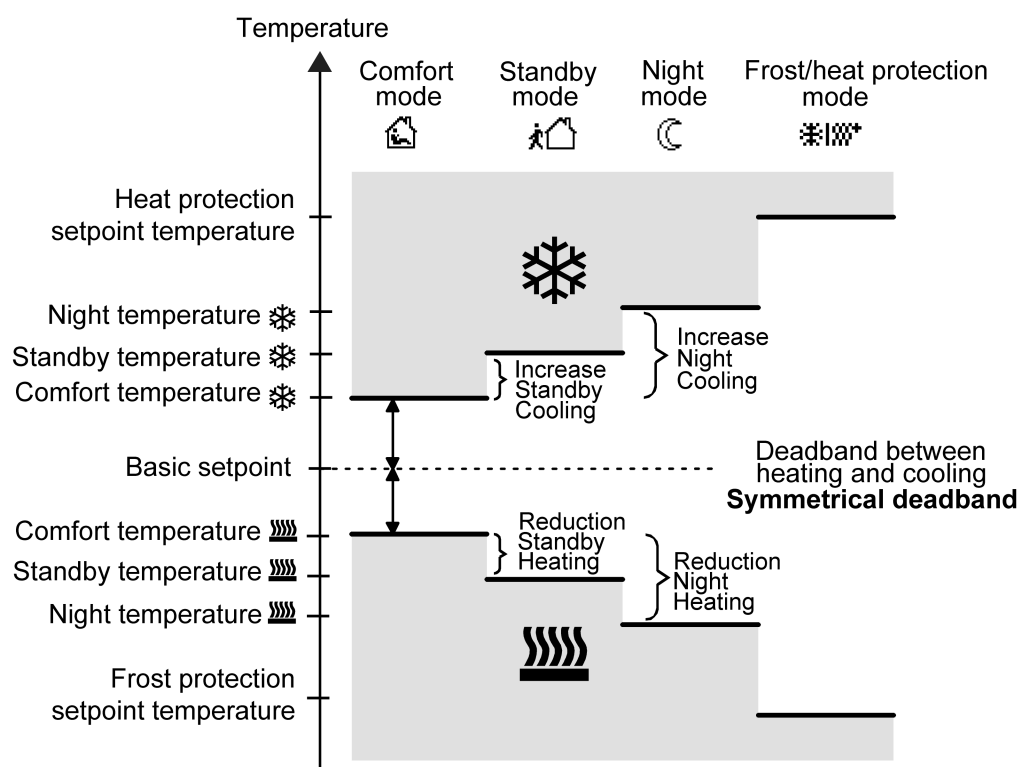 Temperature
Comfort
mode
Standby
mode
Night
mode
Frost/heat protection
mode
Heat protection
setpoint temperature
Night temperature
Standby temperature
Comfort temperature
Increase
Standby
Cooling
Increase
Night
Cooling
Basic setpoint
Deadband between
heating and cooling
Symmetrical deadband
Comfort temperature
Standby temperature
Night temperature
Reduction
Standby
Heating
Reduction
Night
Heating
Frost protection
setpoint temperature